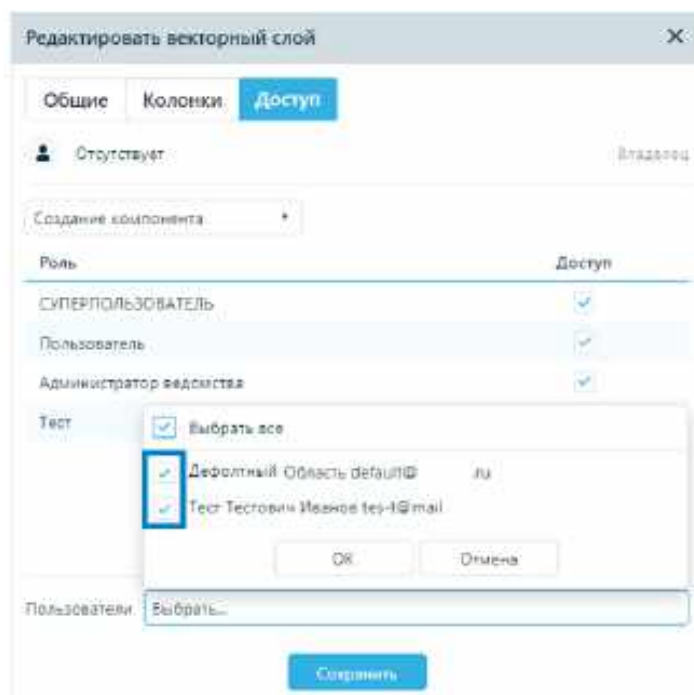 Редактировать векторный слой
Общие Колонки Доступ
Отсутствует Владелец
Создание компонента
Роль Доступ
СУПЕРПОЛЬЗОВАТЕЛЬ
Пользователь
Администратор ведомства
Тест
Выбрать все
Дефолтный Область default@ .ru
Тест Тестович Иванов tes-t@mail
ОК Отмена
Пользователи Выбрать...
Сохранить